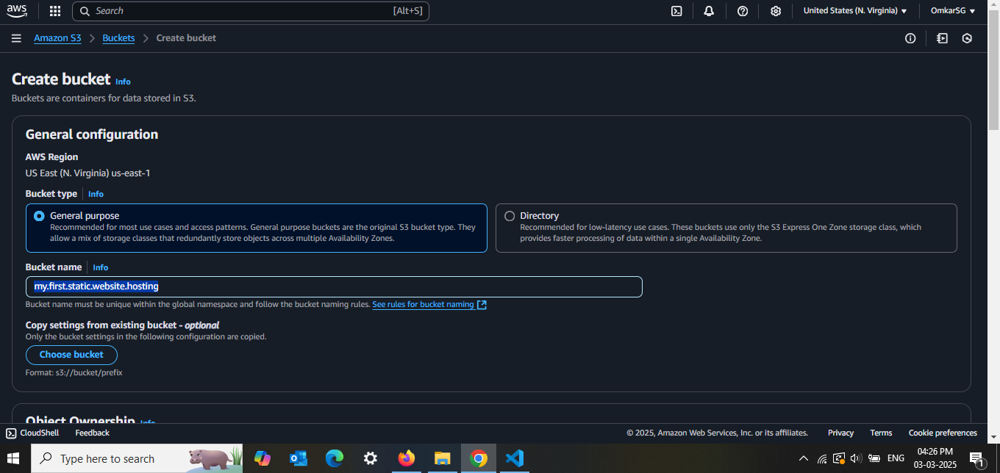 aws
Search [Alt+S]
United States (N. Virginia) OmkarSG
Amazon S3 Buckets Create bucket
Create bucket Info
Buckets are containers for data stored in S3.
General configuration
AWS Region
US East (N. Virginia) us-east-1
Bucket type Info
General purpose
Recommended for most use cases and access patterns. General purpose buckets are the original S3 bucket type. They
allow a mix of storage classes that redundantly store objects across multiple Availability Zones.
Directory
Recommended for low-latency use cases. These buckets use only the S3 Express One Zone storage class, which
provides faster processing of data within a single Availability Zone.
Bucket name Info
my.first.static.website.hosting
Bucket name must be unique within the global namespace and follow the bucket naming rules. See rules for bucket naming
Copy settings from existing bucket - optional
Only the bucket settings in the following configuration are copied.
Choose bucket
Format: s3://bucket/prefix
Object Ownership Info
CloudShell Feedback © 2025, Amazon Web Services, Inc. or its affiliates. Privacy Terms Cookie preferences
Type here to search
ENG
04:26 PM
03-03-2025
1